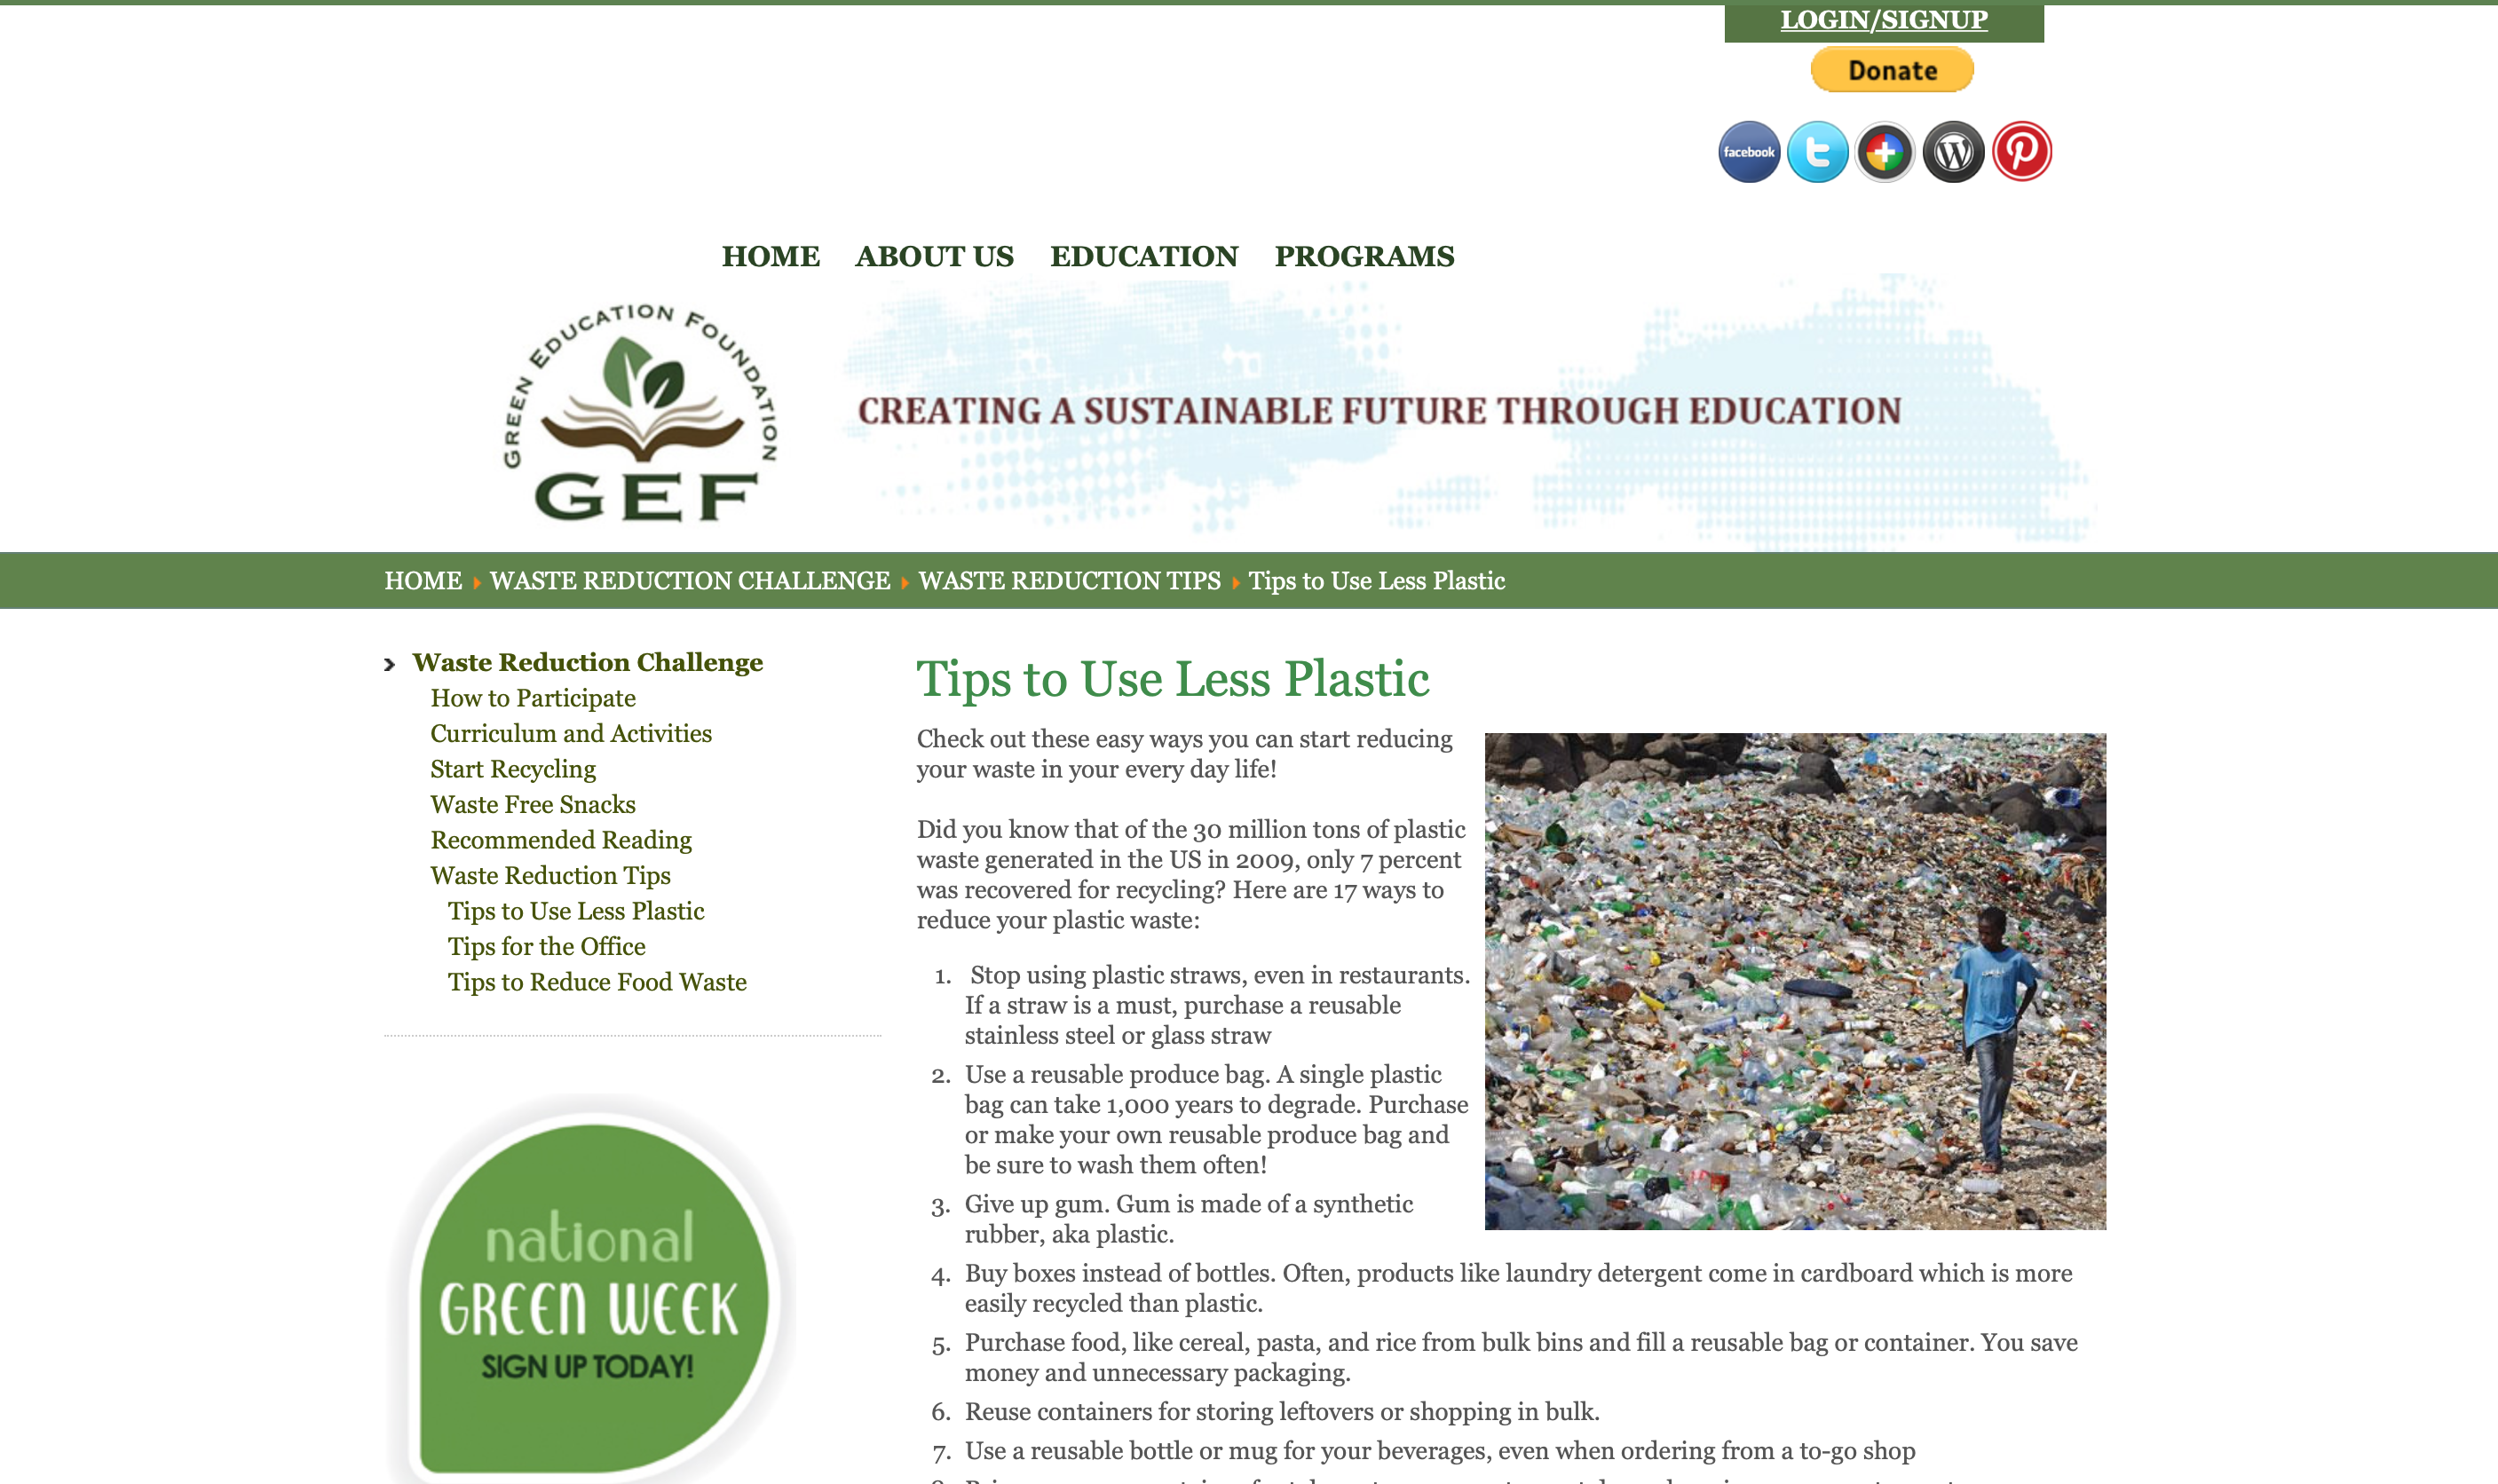 LOGIN/SIGNUP
Donate
facebook
HOME ABOUT US EDUCATION PROGRAMS
GREEN EDUCATION FOUNDATION
GEF
CREATING A SUSTAINABLE FUTURE THROUGH EDUCATION
HOME WASTE REDUCTION CHALLENGE WASTE REDUCTION TIPS Tips to Use Less Plastic
Waste Reduction Challenge
How to Participate
Curriculum and Activities
Start Recycling
Waste Free Snacks
Recommended Reading
Waste Reduction Tips
Tips to Use Less Plastic
Tips for the Office
Tips to Reduce Food Waste
national
GREEN WEEK
SIGN UP TODAY!
Tips to Use Less Plastic
Check out these easy ways you can start reducing
your waste in your every day life!
Did you know that of the 30 million tons of plastic
waste generated in the US in 2009, only 7 percent
was recovered for recycling? Here are 17 ways to
reduce your plastic waste:
1. Stop using plastic straws, even in restaurants.
If a straw is a must, purchase a reusable
stainless steel or glass straw
2. Use a reusable produce bag. A single plastic
bag can take 1,000 years to degrade. Purchase
or make your own reusable produce bag and
be sure to wash them often!
3. Give up gum. Gum is made of a synthetic
rubber, aka plastic.
4. Buy boxes instead of bottles. Often, products like laundry detergent come in cardboard which is more
easily recycled than plastic.
5. Purchase food, like cereal, pasta, and rice from bulk bins and fill a reusable bag or container. You save
money and unnecessary packaging.
6. Reuse containers for storing leftovers or shopping in bulk.
7. Use a reusable bottle or mug for your beverages, even when ordering from a to-go shop